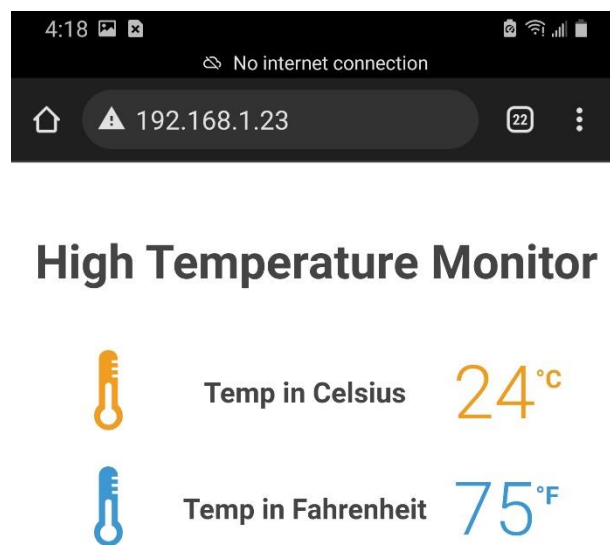 4:18
No internet connection
192.168.1.23 22
High Temperature Monitor
Temp in Celsius 24°C
Temp in Fahrenheit 75°F